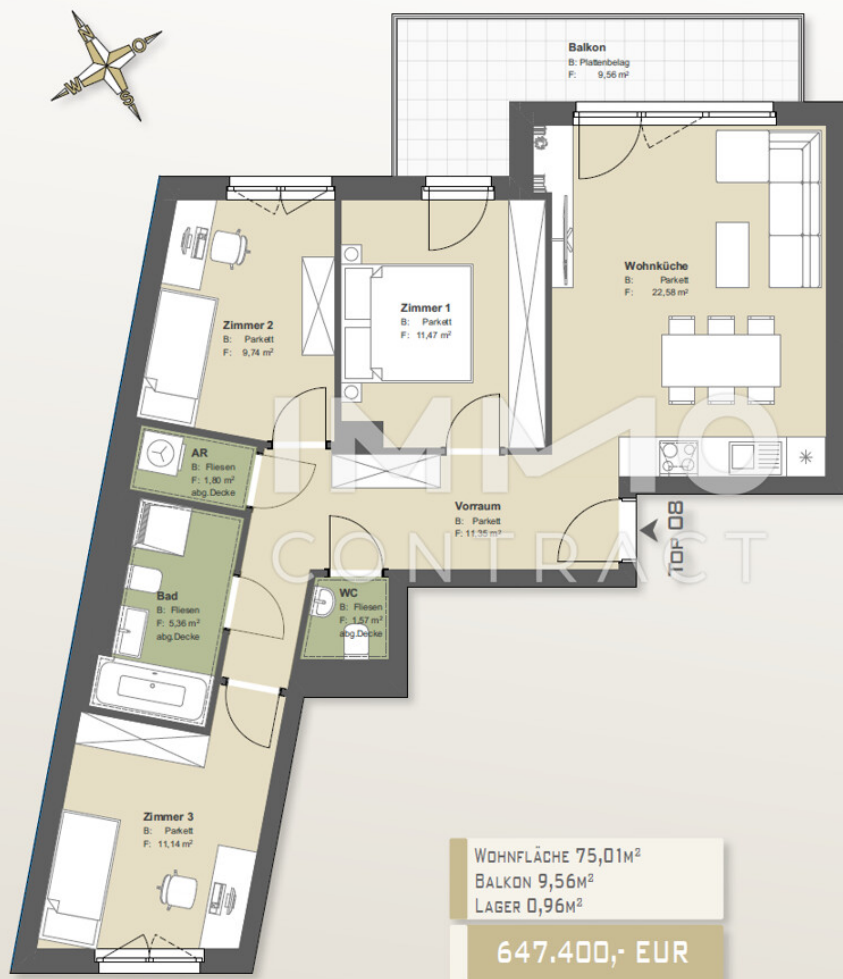 N
O
W
S
Balkon
B: Plattenbelag
F: 9,56 m²
Wohnküche
B: Parkett
F: 22,58 m²
Zimmer 1
B: Parkett
F: 11,47 m²
Zimmer 2
B: Parkett
F: 9,74 m²
AR
B: Fliesen
F: 1,80 m²
abg.Decke
Vorraum
B: Parkett
F: 11,35 m²
TOP 08
IMMO
CONTRACT
Bad
B: Fliesen
F: 5,36 m²
abg.Decke
WC
B: Fliesen
F: 1,57 m²
abg.Decke
Zimmer 3
B: Parkett
F: 11,14 m²
WOHNFLÄCHE 75,01M²
BALKON 9,56M²
LAGER 0,96M²
647.400,- EUR